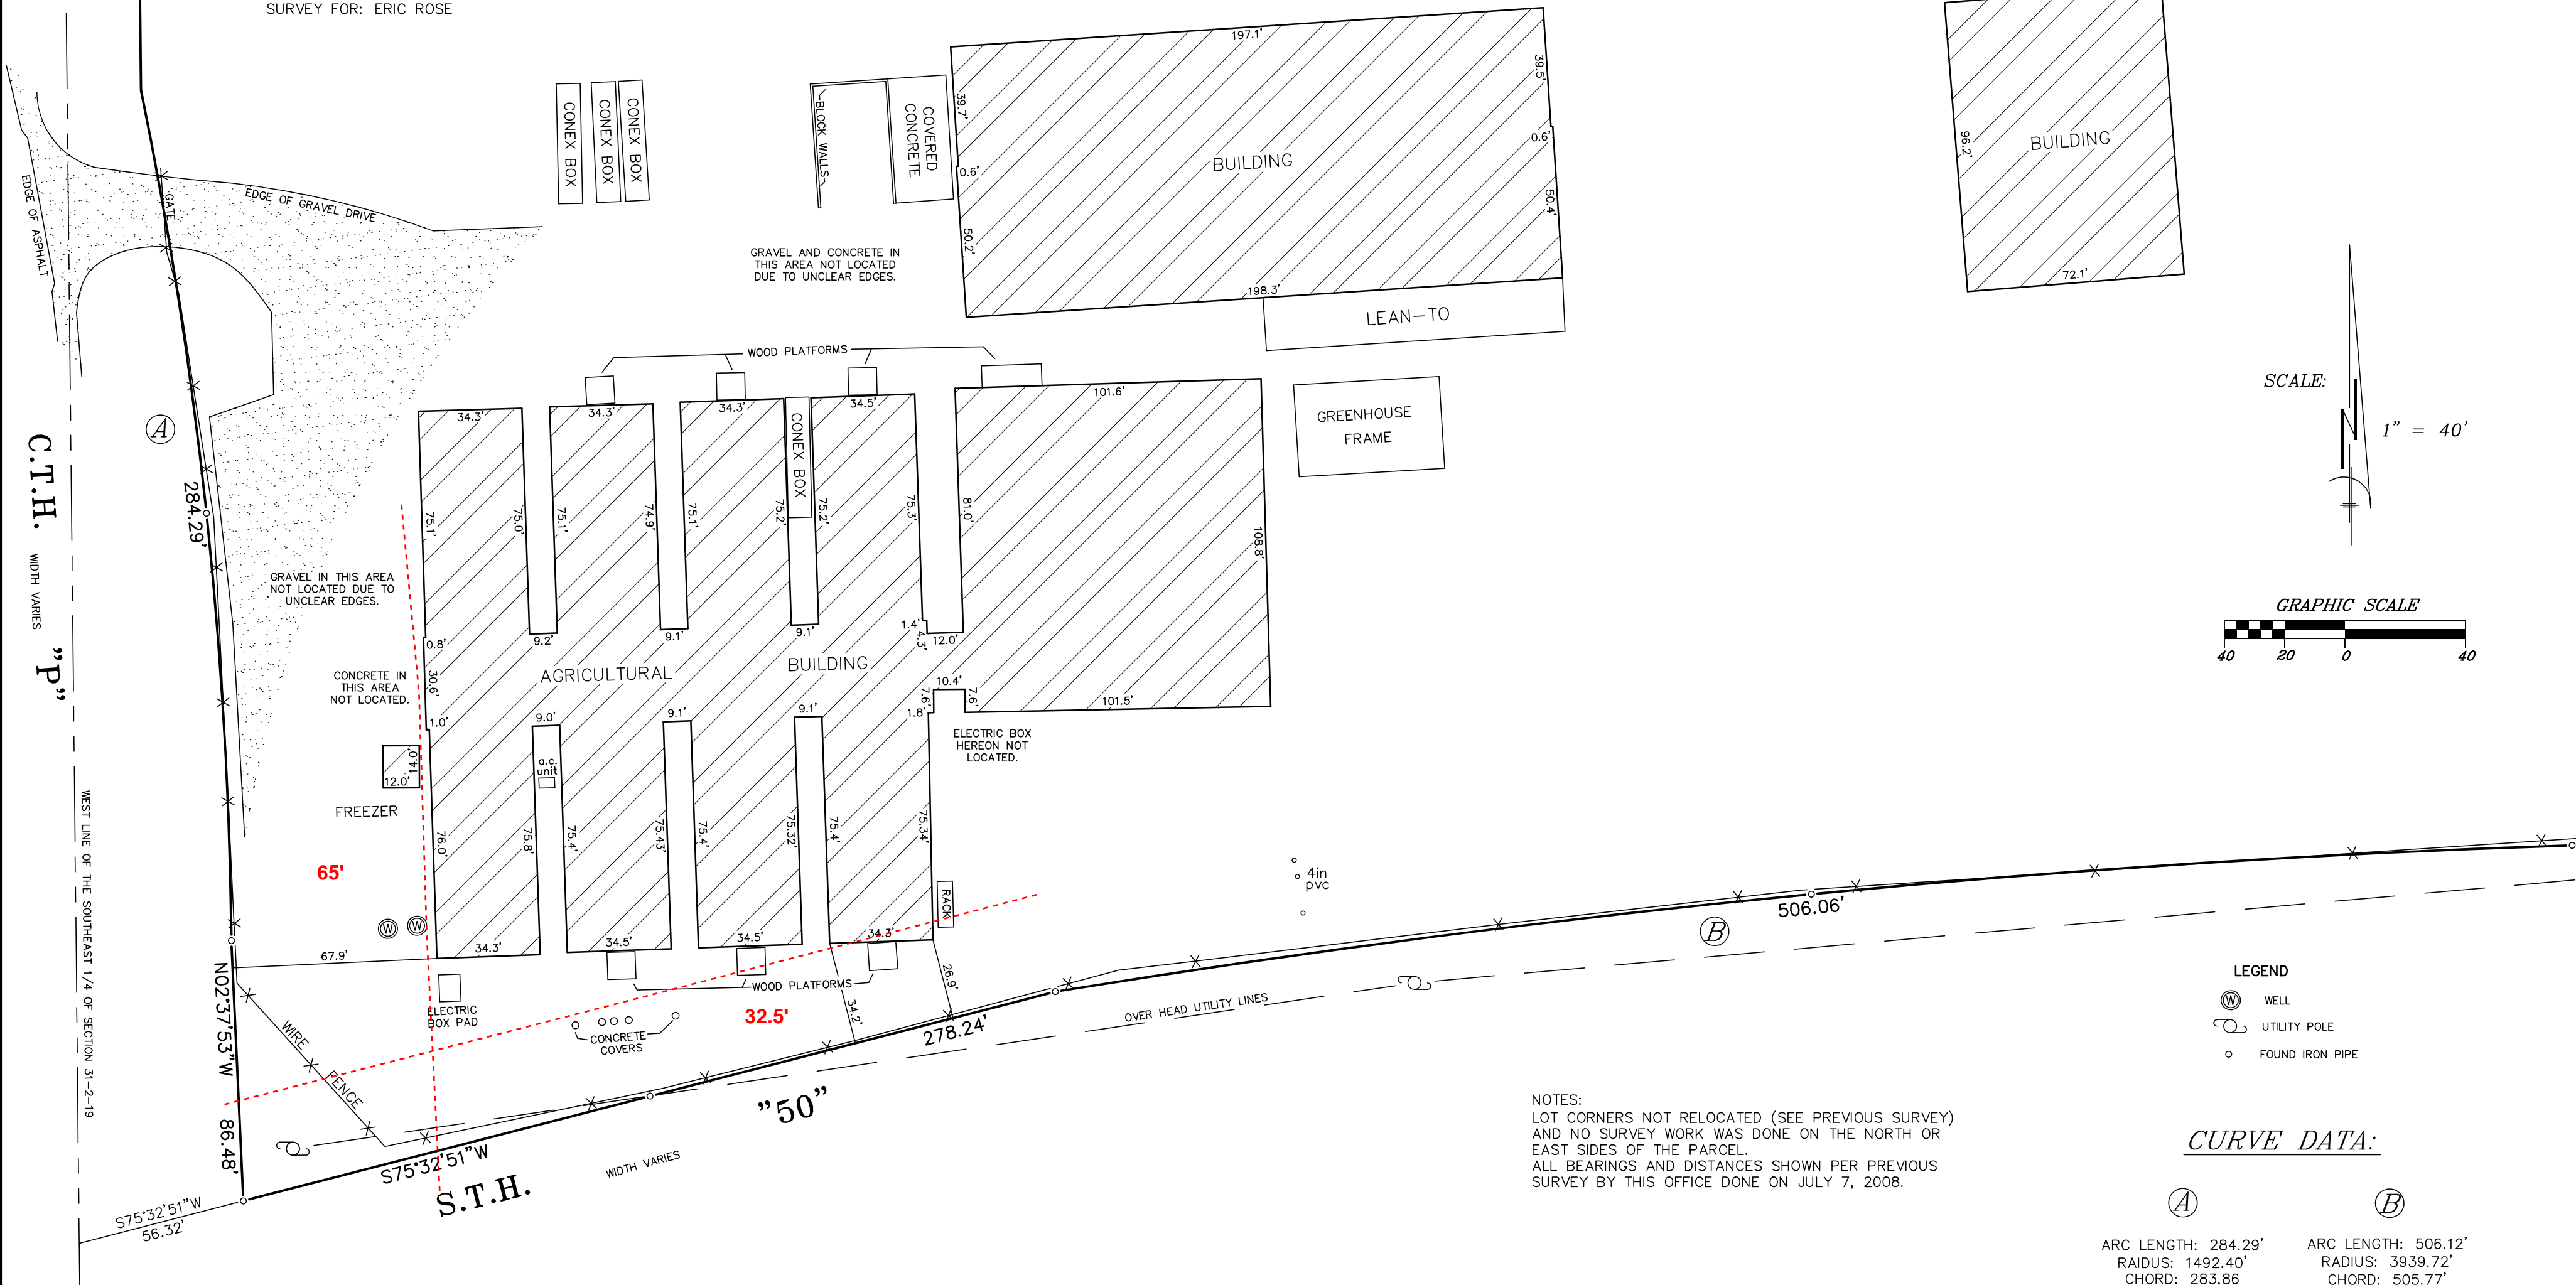 SURVEY FOR: ERIC ROSE
197.1'
39.5'
39.7'
0.6'
0.6'
50.4'
50.2'
BUILDING
198.3'
LEAN-TO
BUILDING
96.2'
72.1'
CONEX BOX
CONEX BOX
CONEX BOX
BLOCK WALLS
COVERED
CONCRETE
EDGE OF ASPHALT
GATE
EDGE OF GRAVEL DRIVE
GRAVEL AND CONCRETE IN
THIS AREA NOT LOCATED
DUE TO UNCLEAR EDGES.
WOOD PLATFORMS
34.3'
34.3'
34.3'
34.5'
101.6'
CONEX BOX
GREENHOUSE
FRAME
SCALE:
N
1" = 40'
A
284.29'
C.T.H.
WIDTH VARIES
"P"
75.1'
75.0'
75.1'
74.9'
75.1'
75.2'
75.2'
75.3'
81.0'
108.8'
GRAVEL IN THIS AREA
NOT LOCATED DUE TO
UNCLEAR EDGES.
GRAPHIC SCALE
40
20
0
40
0.8'
9.2'
9.1'
9.1'
1.4'
4.3'
12.0'
30.6'
AGRICULTURAL
BUILDING
CONCRETE IN
THIS AREA
NOT LOCATED.
1.0'
9.0'
9.1'
9.1'
10.4'
7.6'
7.6'
1.8'
101.5'
ELECTRIC BOX
HEREON NOT
LOCATED.
14.0'
12.0'
FREEZER
a.c.
unit
76.0'
75.8'
75.4'
75.43'
75.4'
75.32'
75.4'
75.34'
65'
WEST LINE OF THE SOUTHEAST 1/4 OF SECTION 31-2-19
RACK
4in
pvc
W
W
67.9'
34.3'
34.5'
34.5'
34.3'
506.06'
B
N02°37'53"W
86.48'
WIRE
FENCE
ELECTRIC
BOX PAD
WOOD PLATFORMS
CONCRETE
COVERS
32.5'
34.2'
26.9'
278.24'
OVER HEAD UTILITY LINES
LEGEND
W WELL
UTILITY POLE
FOUND IRON PIPE
"50"
S75°32'51"W
S.T.H.
WIDTH VARIES
S75°32'51"W
56.32'
NOTES:
LOT CORNERS NOT RELOCATED (SEE PREVIOUS SURVEY)
AND NO SURVEY WORK WAS DONE ON THE NORTH OR
EAST SIDES OF THE PARCEL.
ALL BEARINGS AND DISTANCES SHOWN PER PREVIOUS
SURVEY BY THIS OFFICE DONE ON JULY 7, 2008.
CURVE DATA:
A
ARC LENGTH: 284.29'
RAIDUS: 1492.40'
CHORD: 283.86
B
ARC LENGTH: 506.12'
RADIUS: 3939.72'
CHORD: 505.77'